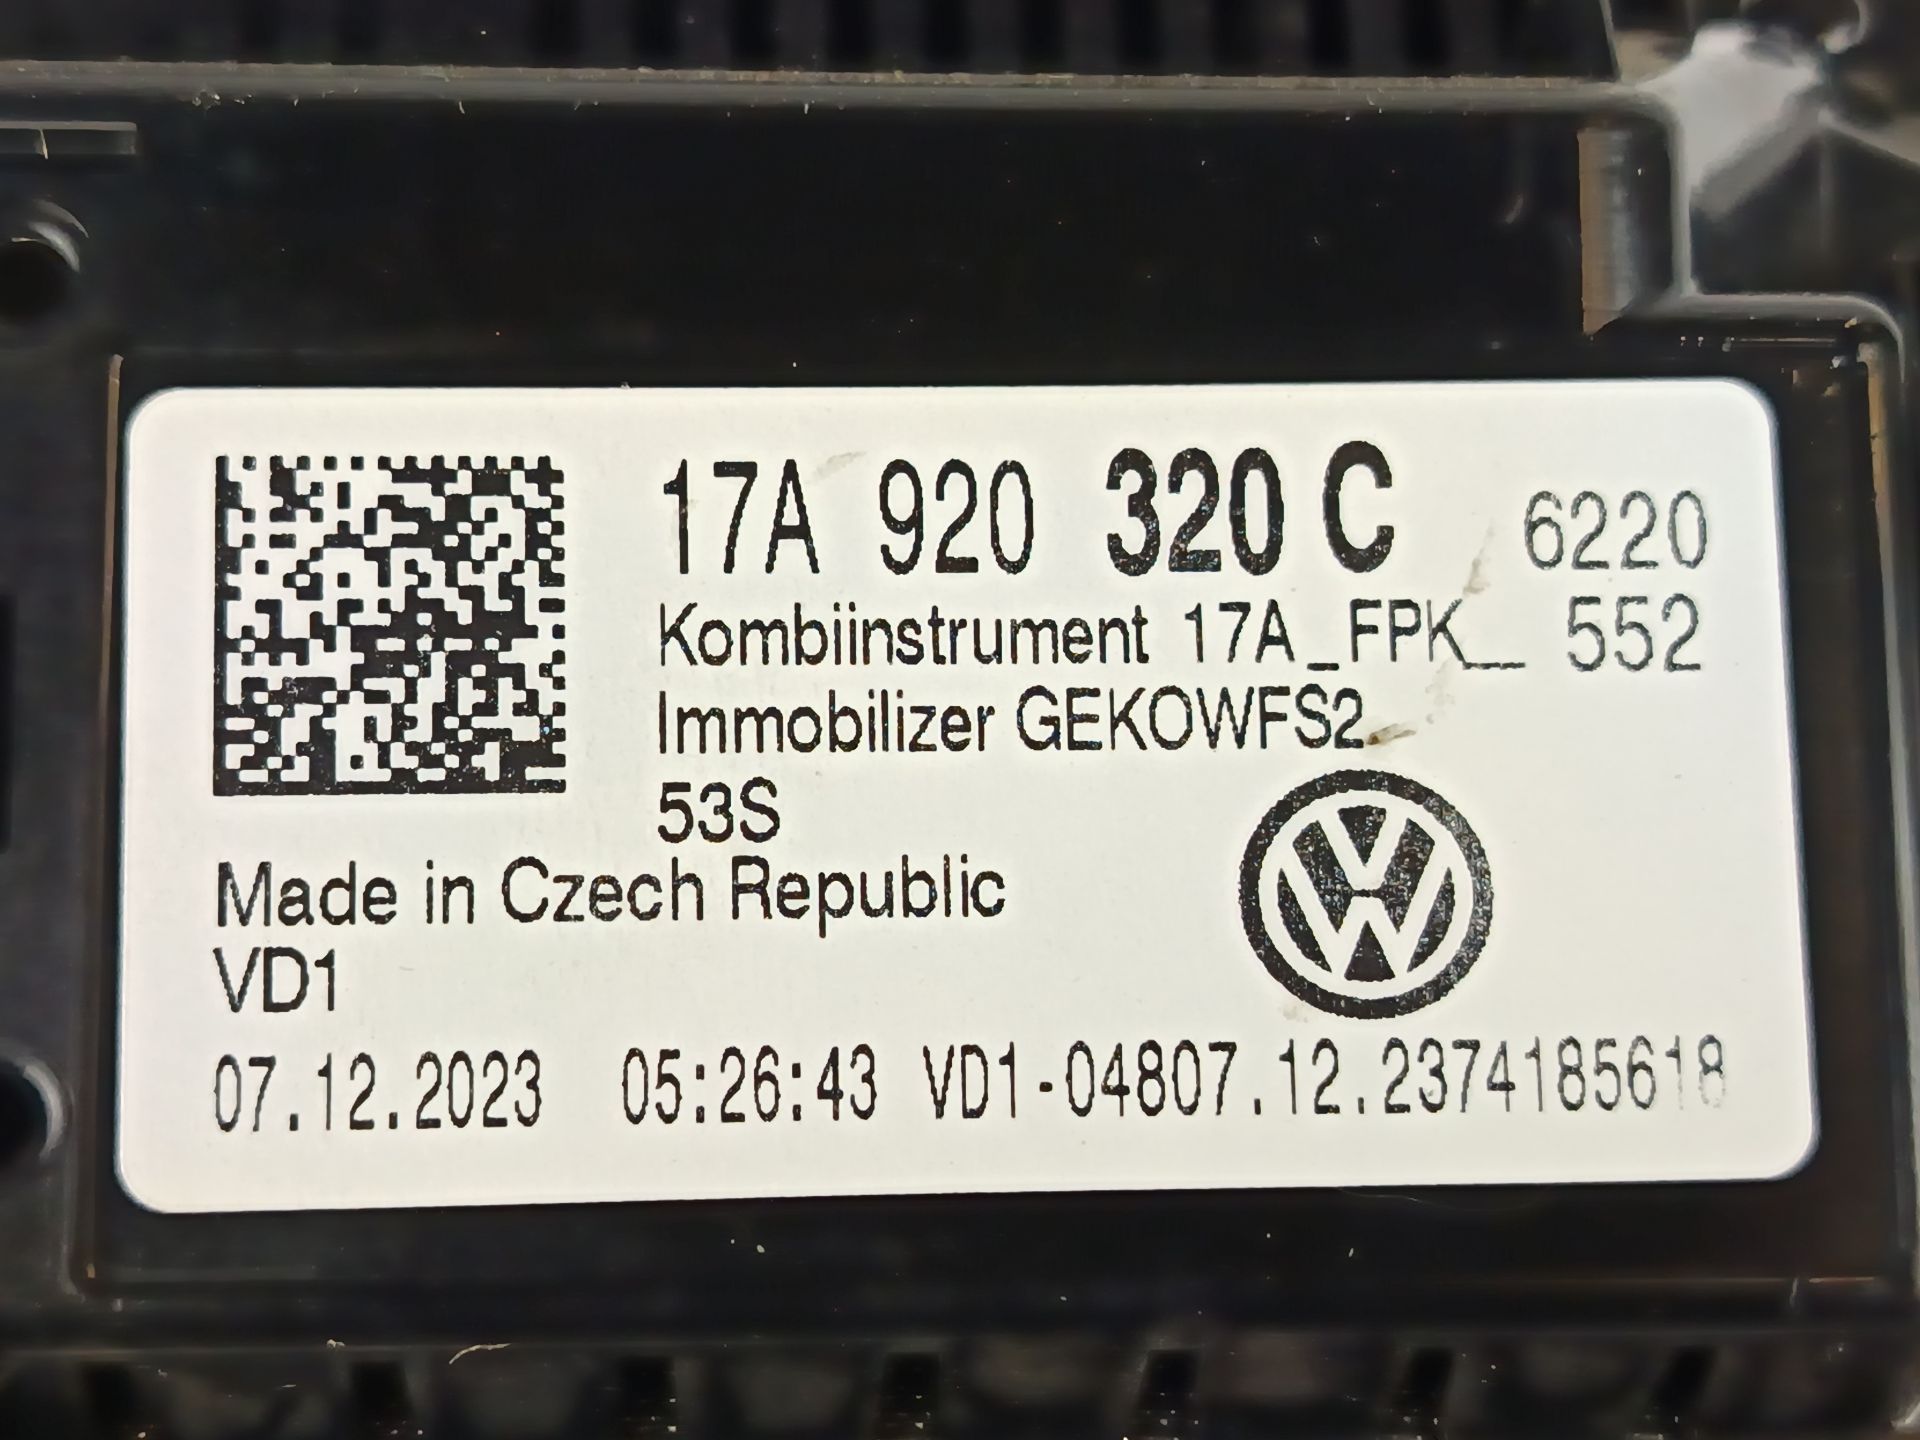 17A 920 320 C 6220
Kombiinstrument 17A_FPK__ 552
Immobilizer GEKOWFS2
53S
Made in Czech Republic
VD1
07.12.2023 05:26:43 VD1-04807.12.2374185618